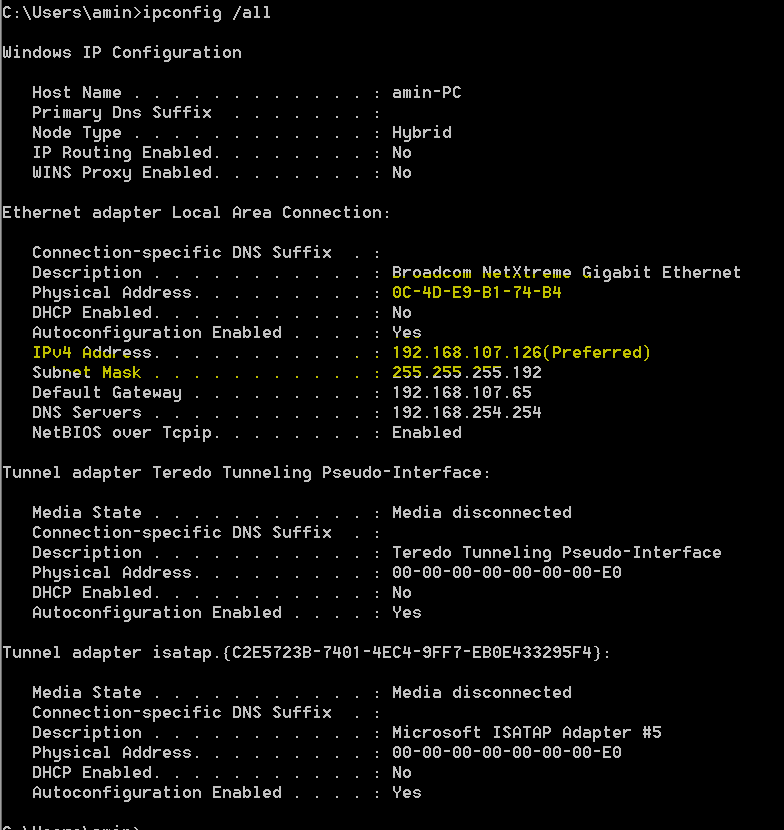 C:\Users\amin>ipconfig /all
Windows IP Configuration
Host Name . . . . . . . . . . . . : amin-PC
Primary Dns Suffix  . . . . . . . :
Node Type . . . . . . . . . . . . : Hybrid
IP Routing Enabled. . . . . . . . : No
WINS Proxy Enabled. . . . . . . . : No
Ethernet adapter Local Area Connection:
Connection-specific DNS Suffix  . :
Description . . . . . . . . . . . : Broadcom NetXtreme Gigabit Ethernet
Physical Address. . . . . . . . . : 0C-4D-E9-B1-74-B4
DHCP Enabled. . . . . . . . . . . : No
Autoconfiguration Enabled . . . . : Yes
IPv4 Address. . . . . . . . . . . : 192.168.107.126(Preferred)
Subnet Mask . . . . . . . . . . . : 255.255.255.192
Default Gateway . . . . . . . . . : 192.168.107.65
DNS Servers . . . . . . . . . . . : 192.168.254.254
NetBIOS over Tcpip. . . . . . . . : Enabled
Tunnel adapter Teredo Tunneling Pseudo-Interface:
Media State . . . . . . . . . . . : Media disconnected
Connection-specific DNS Suffix  . :
Description . . . . . . . . . . . : Teredo Tunneling Pseudo-Interface
Physical Address. . . . . . . . . : 00-00-00-00-00-00-00-E0
DHCP Enabled. . . . . . . . . . . : No
Autoconfiguration Enabled . . . . : Yes
Tunnel adapter isatap.{C2E5723B-7401-4EC4-9FF7-EB0E433295F4}:
Media State . . . . . . . . . . . : Media disconnected
Connection-specific DNS Suffix  . :
Description . . . . . . . . . . . : Microsoft ISATAP Adapter #5
Physical Address. . . . . . . . . : 00-00-00-00-00-00-00-E0
DHCP Enabled. . . . . . . . . . . : No
Autoconfiguration Enabled . . . . : Yes
C:\Users\amin>